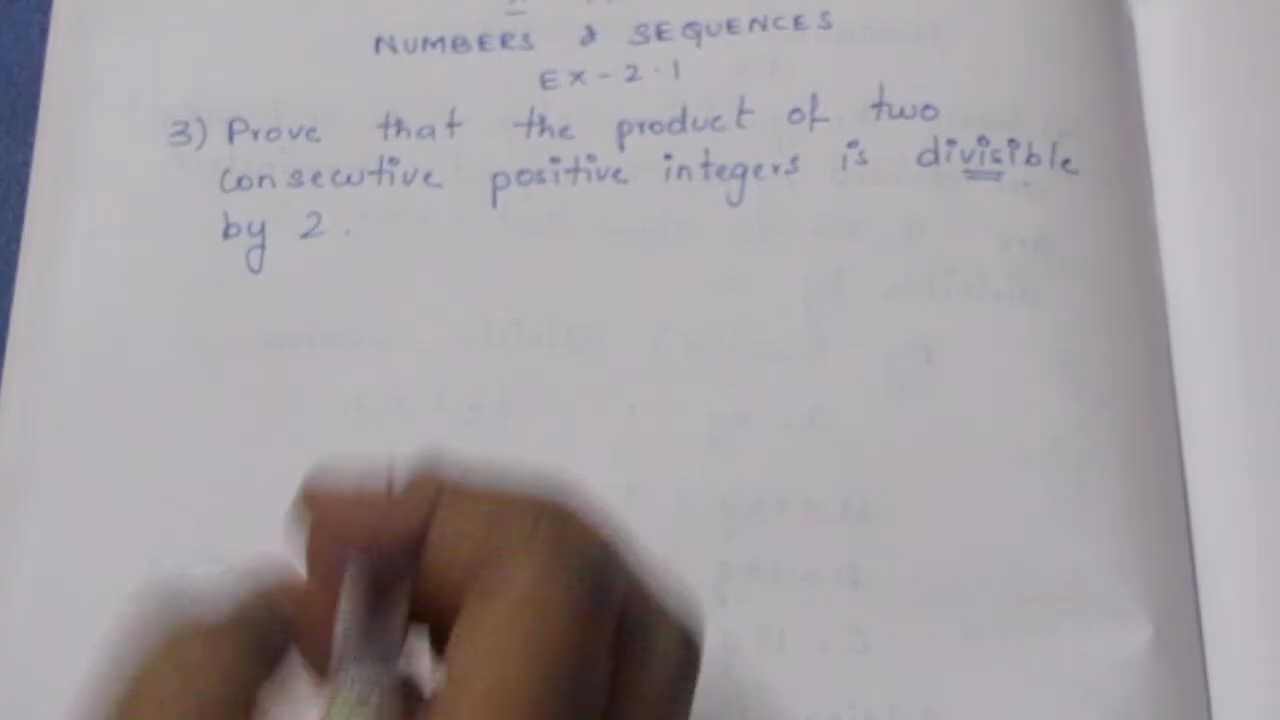 NUMBERS & SEQUENCES
EX-2.1
3) Prove that the product of two
consecutive positive integers is divisible
by 2.